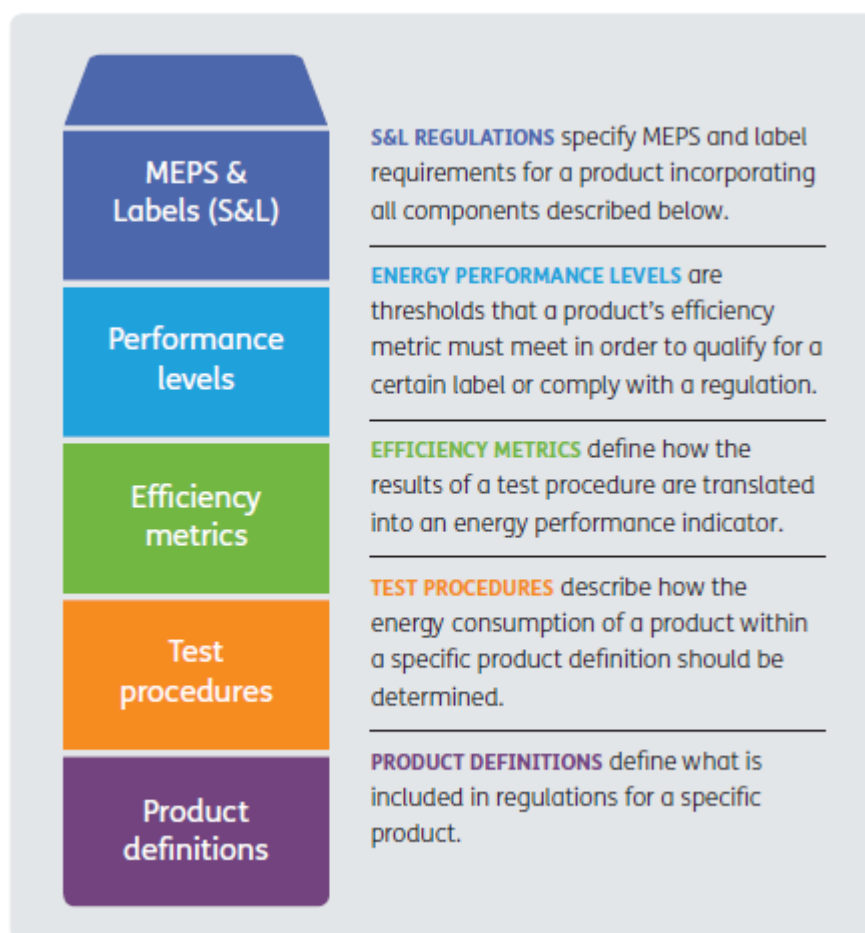 MEPS &
Labels (S&L)
S&L REGULATIONS specify MEPS and label
requirements for a product incorporating
all components described below.
Performance
levels
ENERGY PERFORMANCE LEVELS are
thresholds that a product's efficiency
metric must meet in order to qualify for a
certain label or comply with a regulation.
Efficiency
metrics
EFFICIENCY METRICS define how the
results of a test procedure are translated
into an energy performance indicator.
Test
procedures
TEST PROCEDURES describe how the
energy consumption of a product within
a specific product definition should be
determined.
Product
definitions
PRODUCT DEFINITIONS define what is
included in regulations for a specific
product.